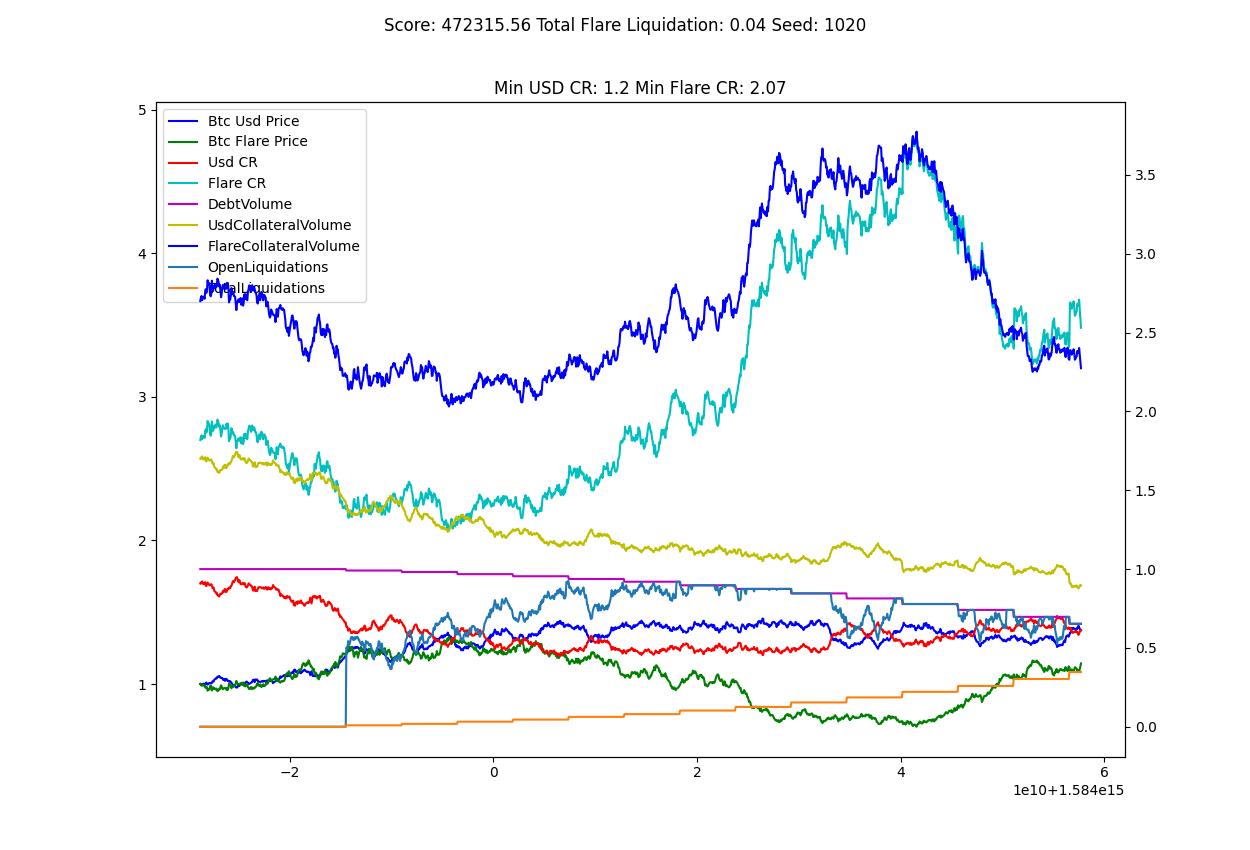 Score: 472315.56 Total Flare Liquidation: 0.04 Seed: 1020
Min USD CR: 1.2 Min Flare CR: 2.07
Btc Usd Price
Btc Flare Price
Usd CR
Flare CR
DebtVolume
UsdCollateralVolume
FlareCollateralVolume
OpenLiquidations
TotalLiquidations
5
4
3
2
1
3.5
3.0
2.5
2.0
1.5
1.0
0.5
0.0
−2
0
2
4
6
1e10+1.584e15